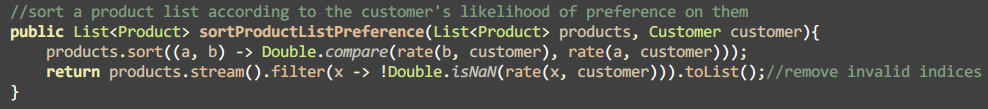 //sort a product list according to the customer's likelihood of preference on them
public List<Product> sortProductListPreference(List<Product> products, Customer customer){
    products.sort((a, b) -> Double.compare(rate(b, customer), rate(a, customer)));
    return products.stream().filter(x -> !Double.isNaN(rate(x, customer))).toList();//remove invalid indices
}